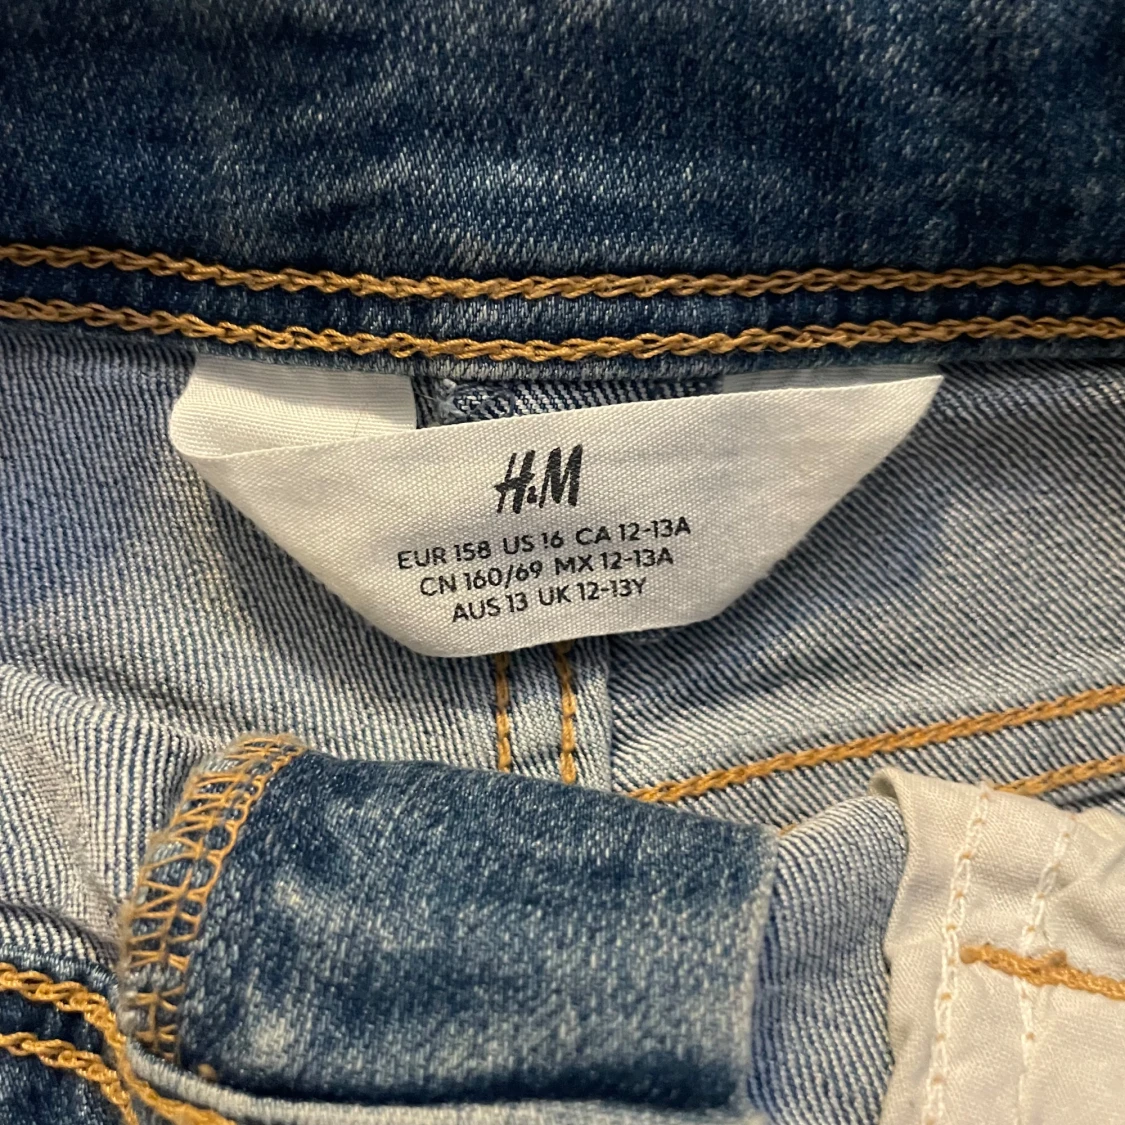 H&M
EUR 158 US 16 CA 12-13A
CN 160/69 MX 12-13A
AUS 13 UK 12-13Y